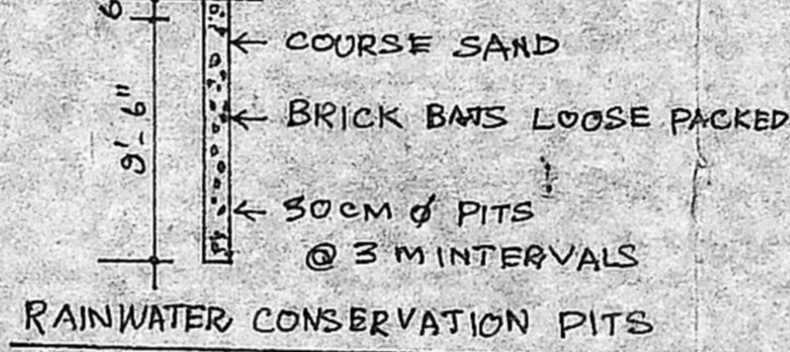 COURSE SAND
BRICK BATS LOOSE PACKED
9'-6"
30CM Ø PITS
@ 3 M INTERVALS
RAINWATER CONSERVATION PITS